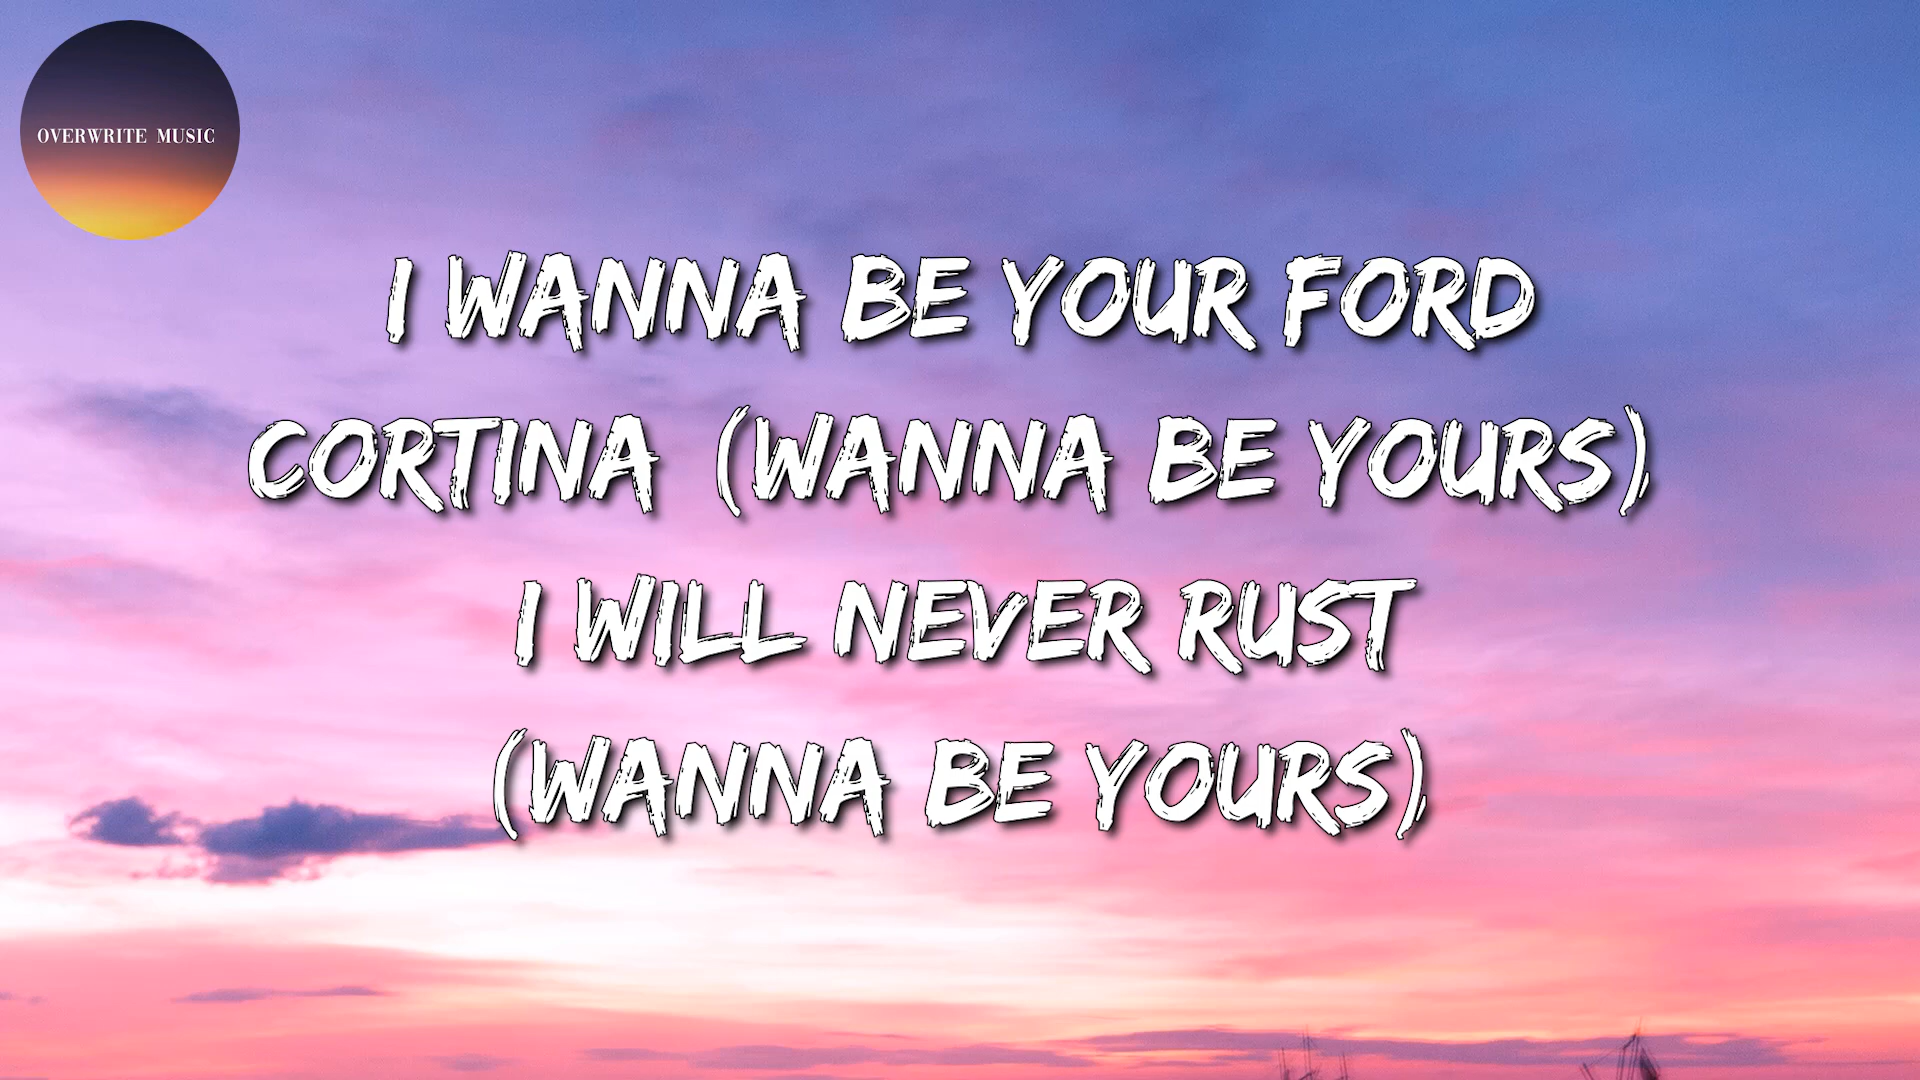 OVERWRITE MUSIC
I WANNA BE YOUR FORD
CORTINA (WANNA BE YOURS)
I WILL NEVER RUST
(WANNA BE YOURS)